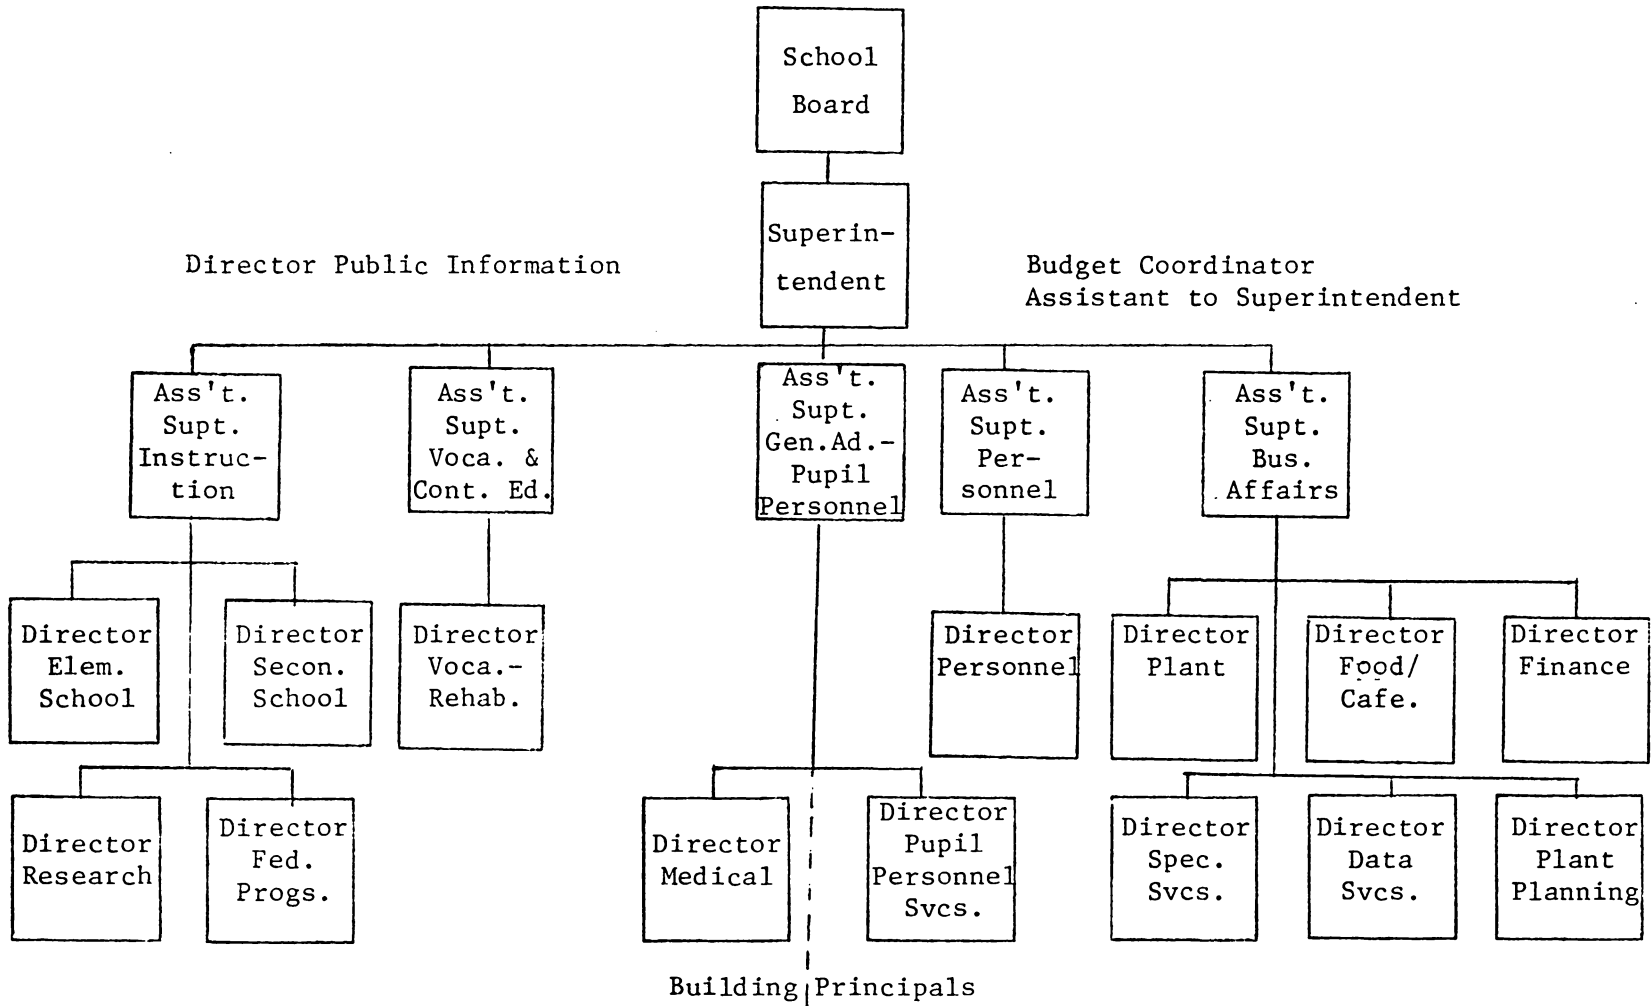 School
Board
Superin-
tendent
Director Public Information
Budget Coordinator
Assistant to Superintendent
Ass't.
Supt.
Instruc-
tion
Ass't.
Supt.
Voca. &
Cont. Ed.
Ass't.
Supt.
Gen.Ad.-
Pupil
Personnel
Ass't.
Supt.
Per-
sonnel
Ass't.
Supt.
Bus.
Affairs
Director
Elem.
School
Director
Secon.
School
Director
Voca.-
Rehab.
Director
Personnel
Director
Plant
Director
Food/
Cafe.
Director
Finance
Director
Research
Director
Fed.
Progs.
Director
Medical
Director
Pupil
Personnel
Svcs.
Director
Spec.
Svcs.
Director
Data
Svcs.
Director
Plant
Planning
Building Principals